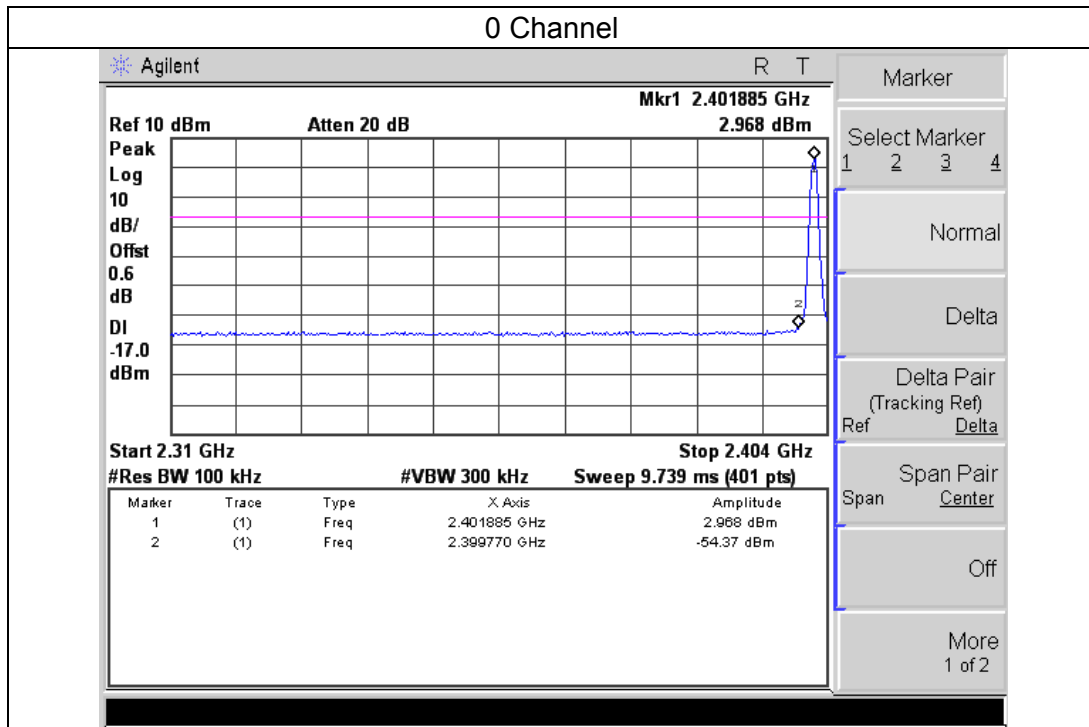 0 Channel
Agilent R T
Mkr1 2.401885 GHz
Ref 10 dBm Atten 20 dB 2.968 dBm
Peak
Log
10
dB/
Offst
0.6
dB
DI
-17.0
dBm
2
Start 2.31 GHz Stop 2.404 GHz
#Res BW 100 kHz #VBW 300 kHz Sweep 9.739 ms (401 pts)
Marker Trace Type X Axis Amplitude
1 (1) Freq 2.401885 GHz 2.968 dBm
2 (1) Freq 2.399770 GHz -54.37 dBm
Marker
Select Marker
1 2 3 4
Normal
Delta
Delta Pair
(Tracking Ref)
Ref Delta
Span Pair
Span Center
Off
More
1 of 2